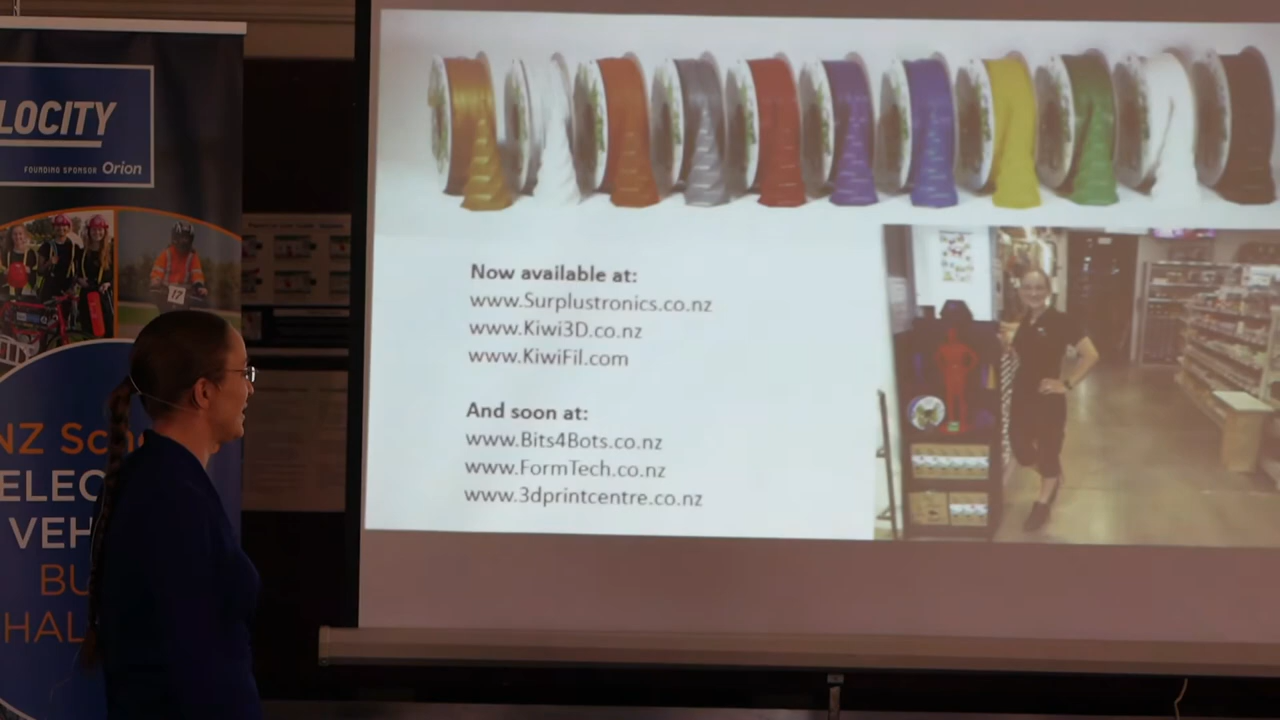 LOCITY
FOUNDING SPONSOR Orion
17
NZ Sch
ELEC
VEH
BU
HAL
Now available at:
www.Surplustronics.co.nz
www.Kiwi3D.co.nz
www.KiwiFil.com
And soon at:
www.Bits4Bots.co.nz
www.FormTech.co.nz
www.3dprintcentre.co.nz